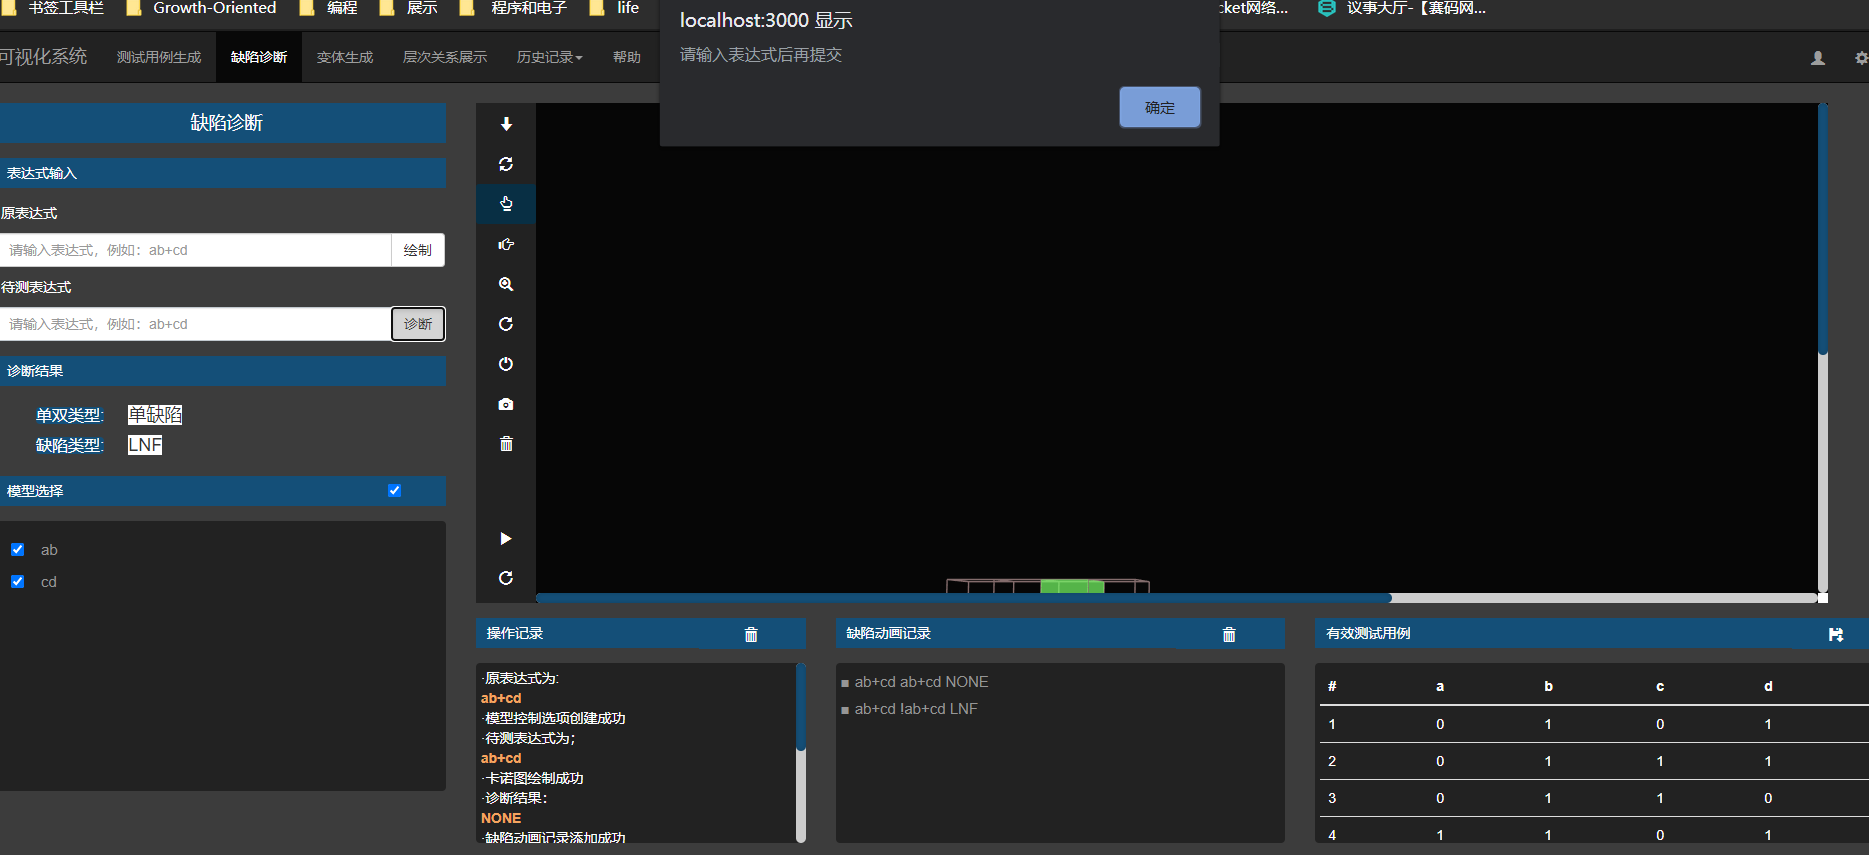 书签工具栏 Growth-Oriented 编程 展示 程序和电子 life cket网络... 议事大厅-【赛码网...
localhost:3000 显示
请输入表达式后再提交
确定
可视化系统 测试用例生成 缺陷诊断 变体生成 层次关系展示 历史记录 帮助
缺陷诊断
表达式输入
原表达式
请输入表达式，例如：ab+cd 绘制
待测表达式
请输入表达式，例如：ab+cd 诊断
诊断结果
单双类型: 单缺陷
缺陷类型: LNF
模型选择
ab
cd
操作记录
·原表达式为:
ab+cd
·模型控制选项创建成功
·待测表达式为；
ab+cd
·卡诺图绘制成功
·诊断结果：
NONE
·缺陷动画记录添加成功
缺陷动画记录
ab+cd ab+cd NONE
ab+cd !ab+cd LNF
有效测试用例
# a b c d
1 0 1 0 1
2 0 1 1 1
3 0 1 1 0
4 1 1 0 1